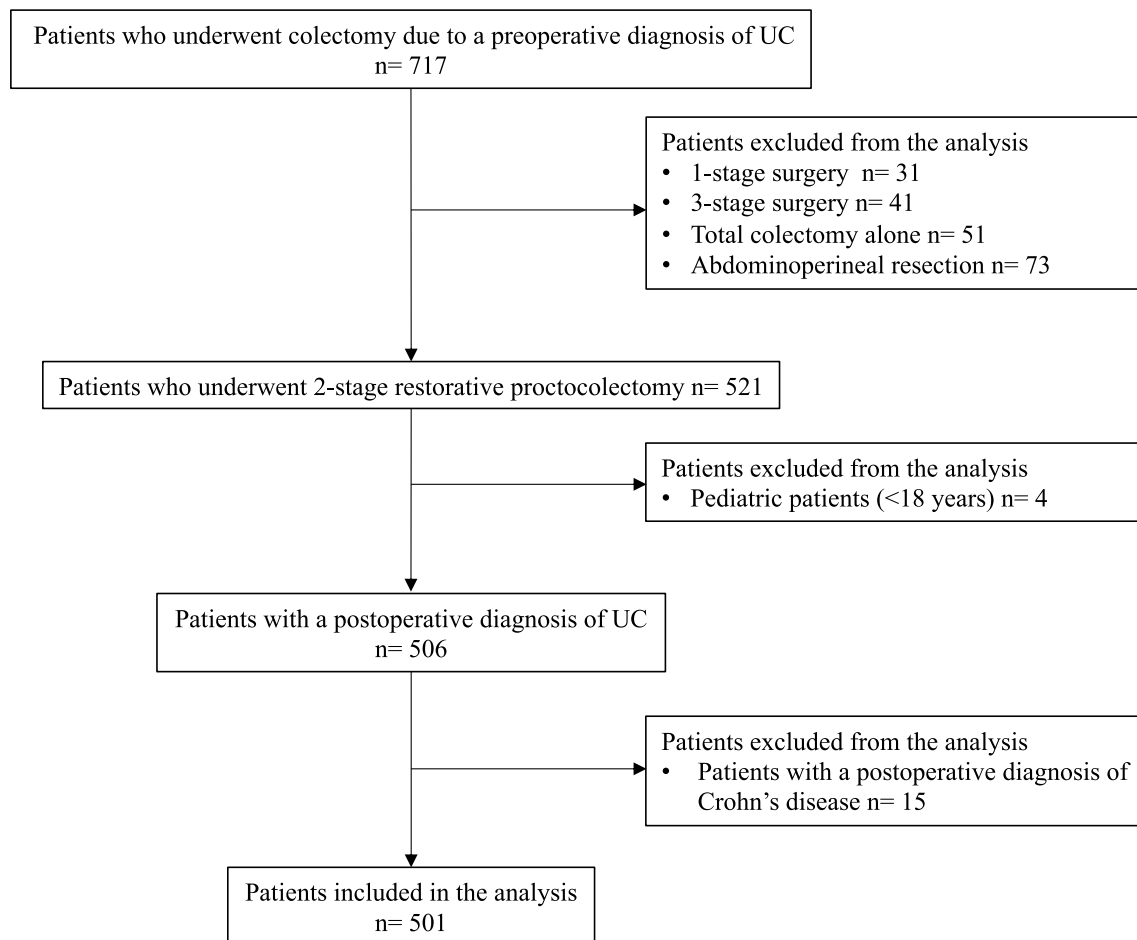 Patients who underwent colectomy due to a preoperative diagnosis of UC
n= 717
Patients excluded from the analysis
• 1-stage surgery  n= 31
• 3-stage surgery n= 41
• Total colectomy alone n= 51
• Abdominoperineal resection n= 73
Patients who underwent 2-stage restorative proctocolectomy n= 521
Patients excluded from the analysis
• Pediatric patients (<18 years) n= 4
Patients with a postoperative diagnosis of UC
n= 506
Patients excluded from the analysis
• Patients with a postoperative diagnosis of
Crohn’s disease n= 15
Patients included in the analysis
n= 501